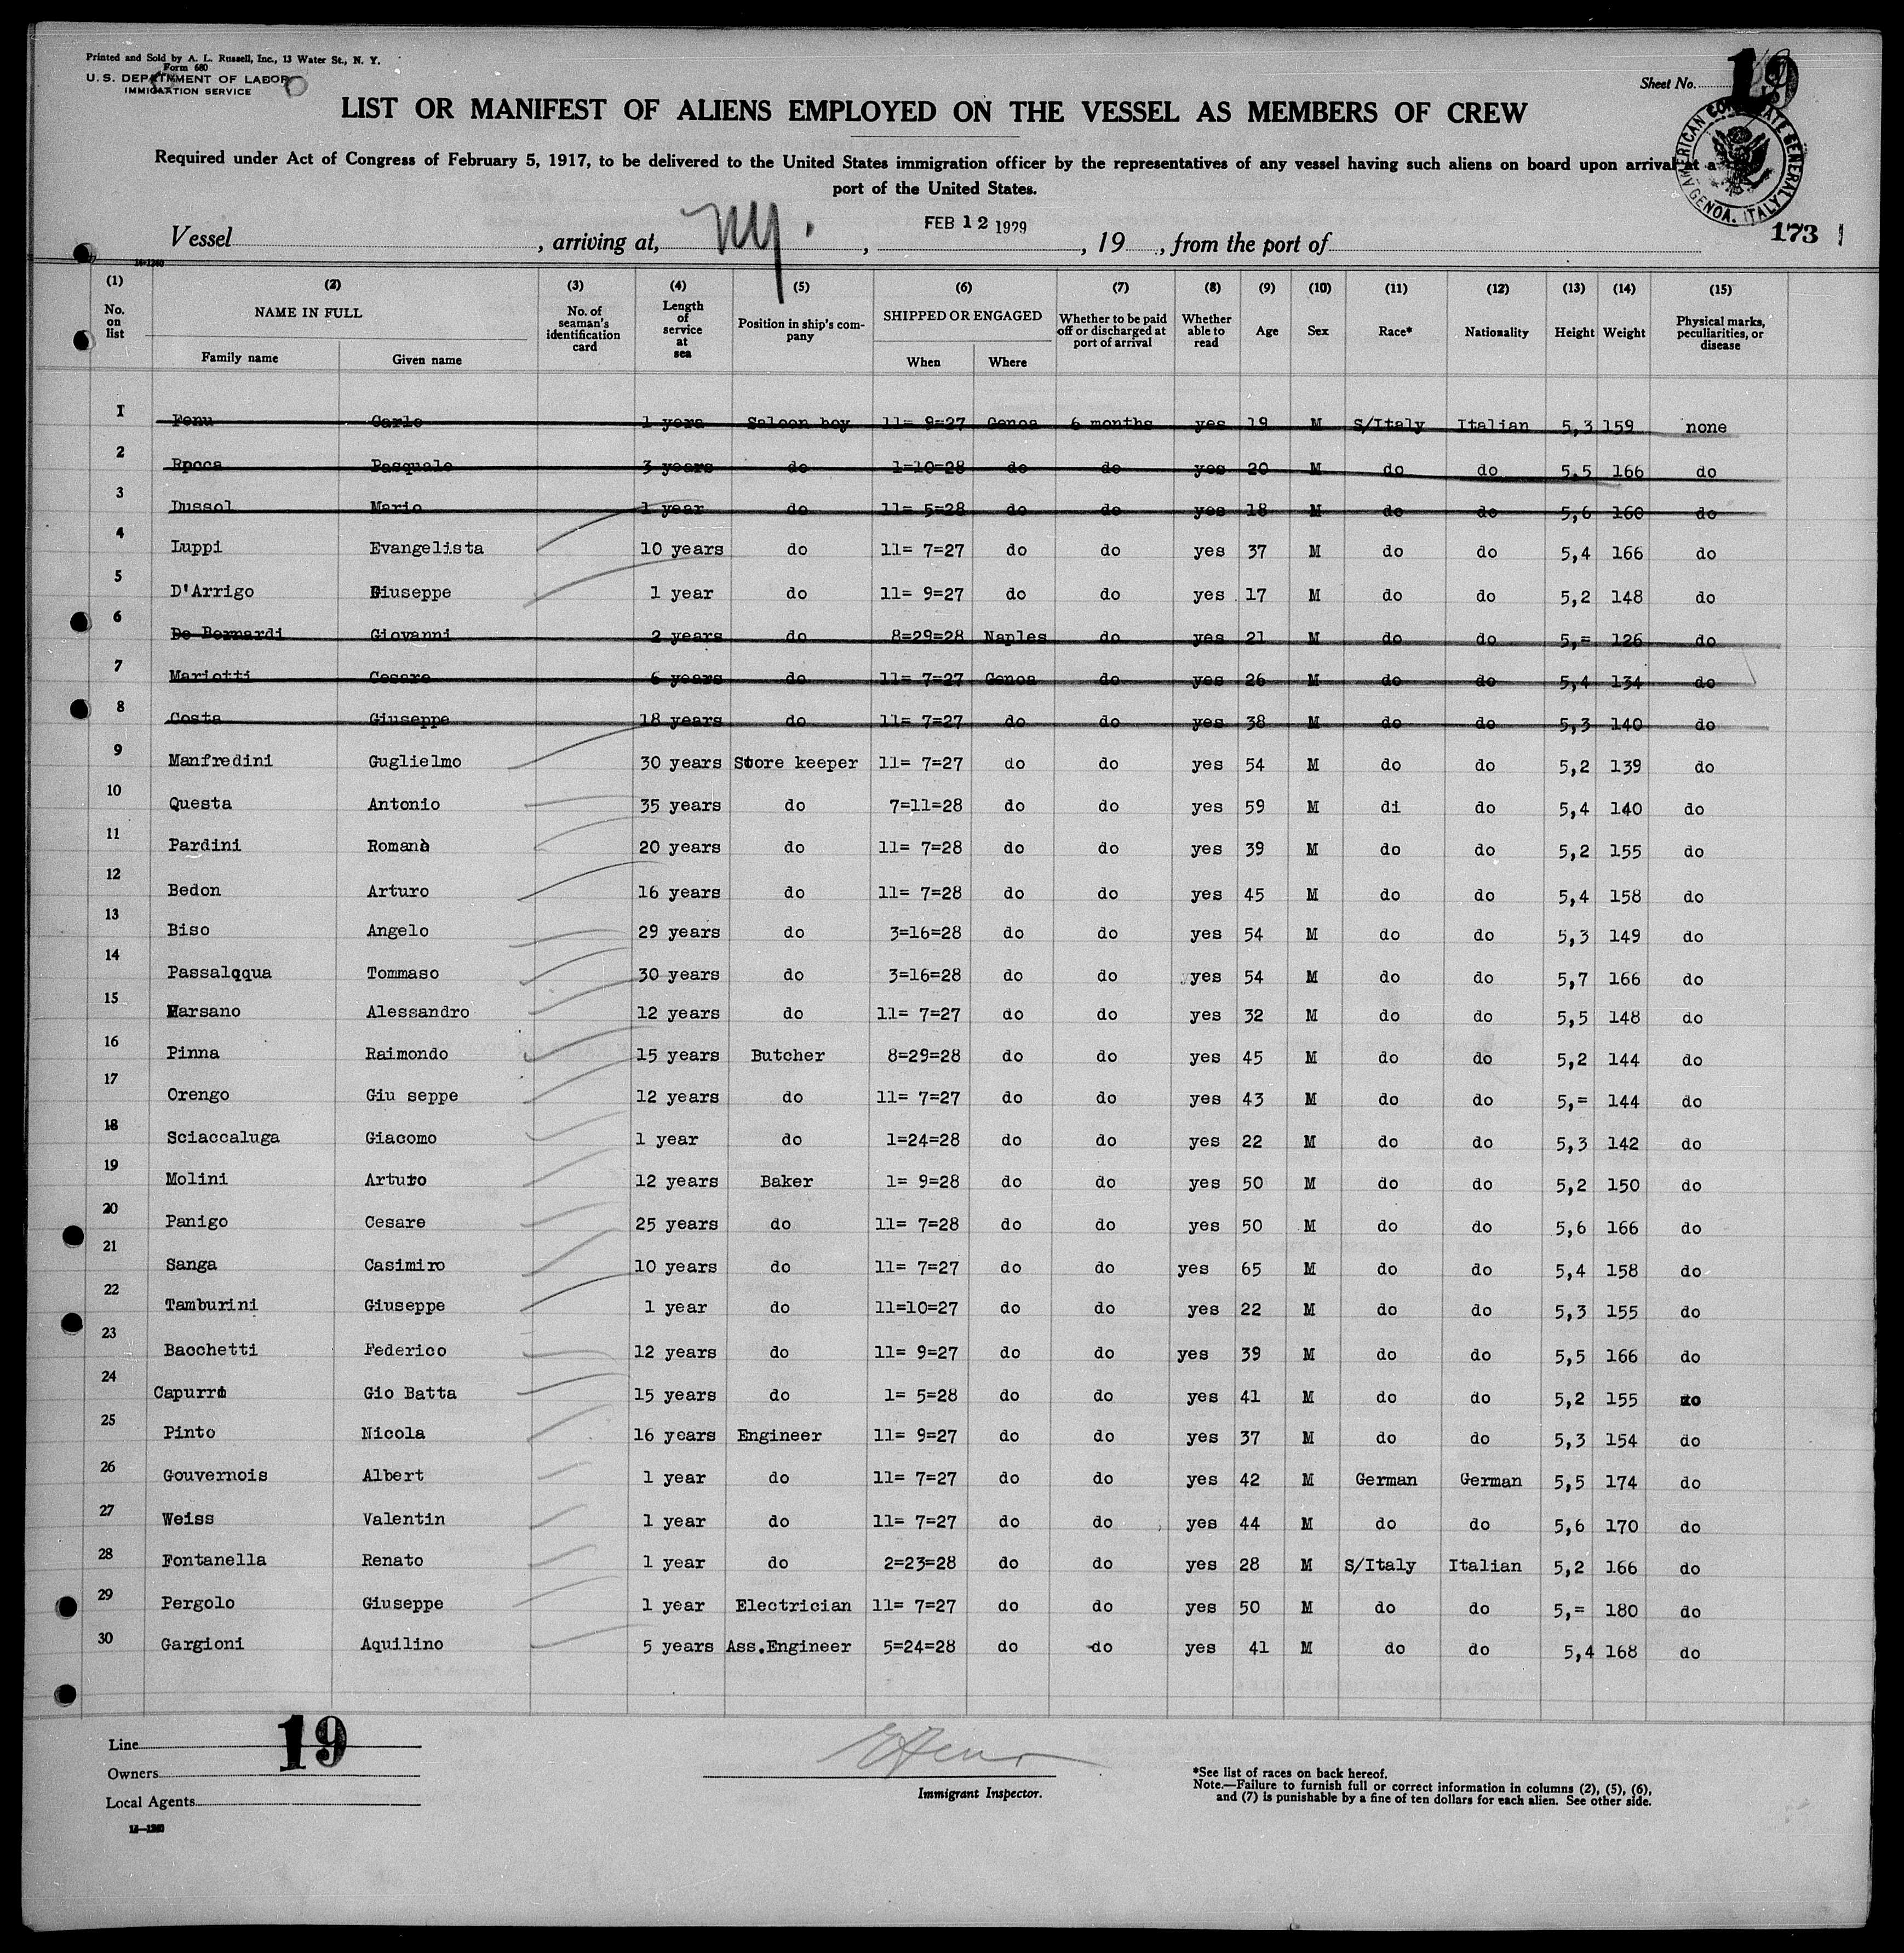 Printed and Sold by A. L. Russell, Inc., 13 Water St., N. Y.
Form 680
U. S. DEPARTMENT OF LABOR
IMMIGRATION SERVICE
Sheet No. 19
LIST OR MANIFEST OF ALIENS EMPLOYED ON THE VESSEL AS MEMBERS OF CREW
AMERICAN CONSULATE GENERAL GENOA, ITALY
Required under Act of Congress of February 5, 1917, to be delivered to the United States immigration officer by the representatives of any vessel having such aliens on board upon arrival at a
port of the United States.
Vessel, arriving at, NY., FEB 12 1929, 19, from the port of
173
(1) (2) (3) (4) (5) (6) (7) (8) (9) (10) (11) (12) (13) (14) (15)
No. on list NAME IN FULL No. of seaman's identification card Length of service at sea Position in ship's company SHIPPED OR ENGAGED Whether to be paid off or discharged at port of arrival Whether able to read Age Sex Race* Nationality Height Weight Physical marks, peculiarities, or disease
Family name Given name When Where
1 Fenu Carlo 1 yera Saloon boy 11= 9=27 Genoa 6 months yes 19 M S/Italy Italian 5,3 159 none
2 Rpoca Pasquale 3 years do 1=10=28 do do yes 20 M do do 5,5 166 do
3 Dussol Mario 1 year do 11= 5=28 do do yes 18 M do do 5,6 160 do
4 Luppi Evangelista 10 years do 11= 7=27 do do yes 37 M do do 5,4 166 do
5 D'Arrigo Giuseppe 1 year do 11= 9=27 do do yes 17 M do do 5,2 148 do
6 De Bernardi Giovanni 2 years do 8=29=28 Naples do yes 21 M do do 5,= 126 do
7 Mariotti Cesare 6 years do 11= 7=27 Genoa do yes 26 M do do 5,4 134 do
8 Costa Giuseppe 18 years do 11= 7=27 do do yes 38 M do do 5,3 140 do
9 Manfredini Guglielmo 30 years Store keeper 11= 7=27 do do yes 54 M do do 5,2 139 do
10 Questa Antonio 35 years do 7=11=28 do do yes 59 M di do 5,4 140 do
11 Pardini Romano 20 years do 11= 7=28 do do yes 39 M do do 5,2 155 do
12 Bedon Arturo 16 years do 11= 7=28 do do yes 45 M do do 5,4 158 do
13 Biso Angelo 29 years do 3=16=28 do do yes 54 M do do 5,3 149 do
14 Passalqqua Tommaso 30 years do 3=16=28 do do yes 54 M do do 5,7 166 do
15 Marsano Alessandro 12 years do 11= 7=27 do do yes 32 M do do 5,5 148 do
16 Pinna Raimondo 15 years Butcher 8=29=28 do do yes 45 M do do 5,2 144 do
17 Orengo Giu seppe 12 years do 11= 7=27 do do yes 43 M do do 5,= 144 do
18 Sciaccaluga Giacomo 1 year do 1=24=28 do do yes 22 M do do 5,3 142 do
19 Molini Arturo 12 years Baker 1= 9=28 do do yes 50 M do do 5,2 150 do
20 Panigo Cesare 25 years do 11= 7=28 do do yes 50 M do do 5,6 166 do
21 Sanga Casimiro 10 years do 11= 7=27 do do yes 65 M do do 5,4 158 do
22 Tamburini Giuseppe 1 year do 11=10=27 do do yes 22 M do do 5,3 155 do
23 Bacchetti Federico 12 years do 11= 9=27 do do yes 39 M do do 5,5 166 do
24 Capurro Gio Batta 15 years do 1= 5=28 do do yes 41 M do do 5,2 155 do
25 Pinto Nicola 16 years Engineer 11= 9=27 do do yes 37 M do do 5,3 154 do
26 Gouvernois Albert 1 year do 11= 7=27 do do yes 42 M German German 5,5 174 do
27 Weiss Valentin 1 year do 11= 7=27 do do yes 44 M do do 5,6 170 do
28 Fontanella Renato 1 year do 2=23=28 do do yes 28 M S/Italy Italian 5,2 166 do
29 Pergolo Giuseppe 1 year Electrician 11= 7=27 do do yes 50 M do do 5,= 180 do
30 Gargioni Aquilino 5 years Ass.Engineer 5=24=28 do do yes 41 M do do 5,4 168 do
Line 19
Owners
Local Agents
Immigrant Inspector.
*See list of races on back hereof.
Note.—Failure to furnish full or correct information in columns (2), (5), (6),
and (7) is punishable by a fine of ten dollars for each alien. See other side.